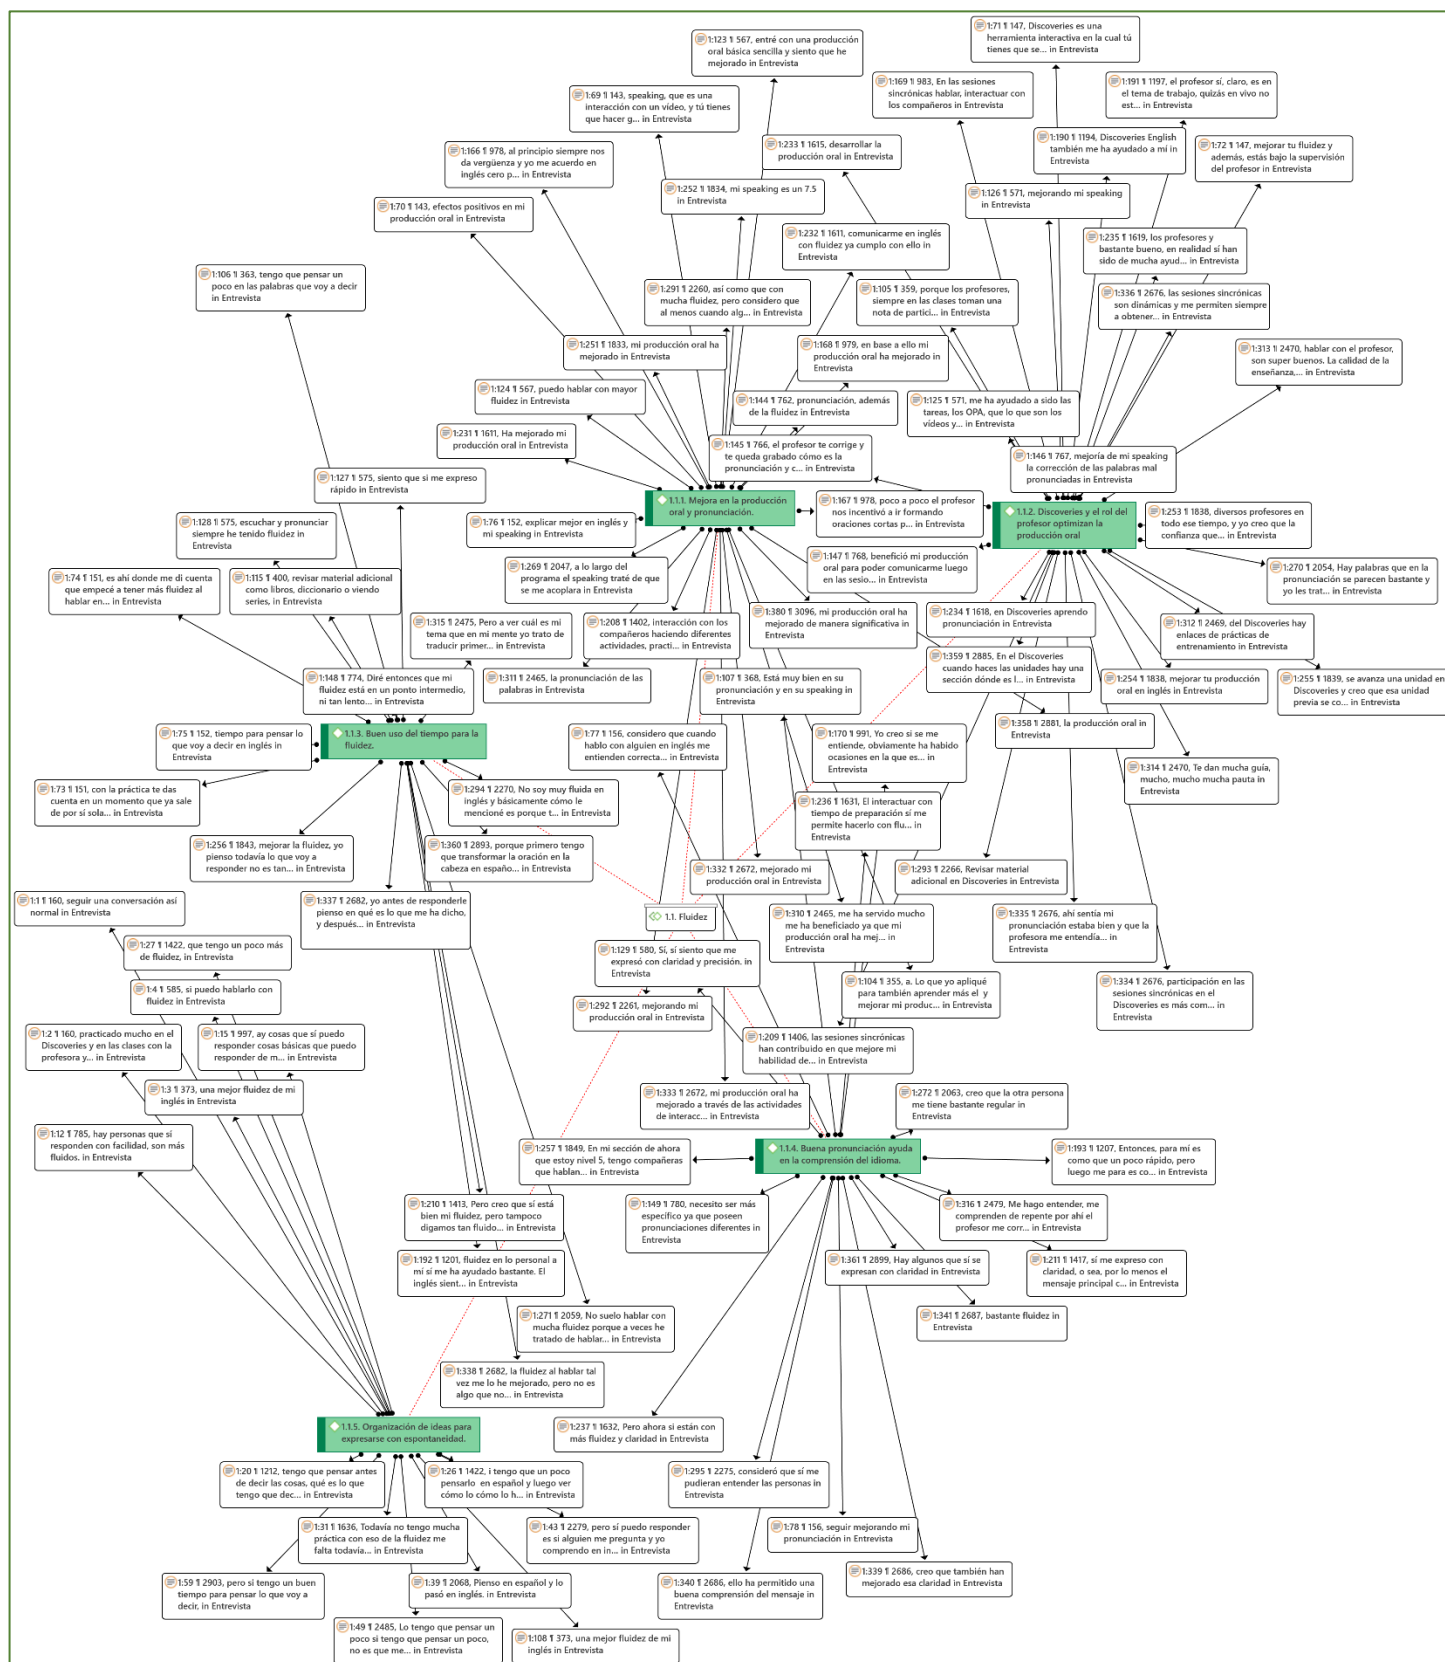 1:71 ¶ 147, Discoveries es una
herramienta interactiva en la cual tú
tienes que se... in Entrevista
1:123 ¶ 567, entré con una producción
oral básica sencilla y siento que he
mejorado in Entrevista
1:169 ¶ 983, En las sesiones
sincrónicas hablar, interactuar con
los compañeros in Entrevista
1:191 ¶ 1197, el profesor sí, claro, es en
el tema de trabajo, quizás en vivo no
est... in Entrevista
1:69 ¶ 143, speaking, que es una
interacción con un vídeo, y tú tienes
que hacer g... in Entrevista
1:190 ¶ 1194, Discoveries English
también me ha ayudado a mí in
Entrevista
1:72 ¶ 147, mejorar tu fluidez y
además, estás bajo la supervisión
del profesor in Entrevista
1:233 ¶ 1615, desarrollar la
producción oral in Entrevista
1:166 ¶ 978, al principio siempre nos
da vergüenza y yo me acuerdo en
inglés cero p... in Entrevista
1:252 ¶ 1834, mi speaking es un 7.5
in Entrevista
1:126 ¶ 571, mejorando mi speaking
in Entrevista
1:70 ¶ 143, efectos positivos en mi
producción oral in Entrevista
1:232 ¶ 1611, comunicarme en inglés
con fluidez ya cumplo con ello in
Entrevista
1:235 ¶ 1619, los profesores y
bastante bueno, en realidad sí han
sido de mucha ayud... in Entrevista
1:106 ¶ 363, tengo que pensar un
poco en las palabras que voy a decir
in Entrevista
1:291 ¶ 2260, así como que con
mucha fluidez, pero considero que
al menos cuando alg... in
Entrevista
1:105 ¶ 359, porque los profesores,
siempre en las clases toman una
nota de partici... in Entrevista
1:336 ¶ 2676, las sesiones sincrónicas
son dinámicas y me permiten siempre
a obtener... in Entrevista
1:251 ¶ 1833, mi producción oral ha
mejorado in Entrevista
1:168 ¶ 979, en base a ello mi
producción oral ha mejorado in
Entrevista
1:313 ¶ 2470, hablar con el profesor,
son super buenos. La calidad de la
enseñanza,... in Entrevista
1:124 ¶ 567, puedo hablar con mayor
fluidez in Entrevista
1:144 ¶ 762, pronunciación, además
de la fluidez in Entrevista
1:125 ¶ 571, me ha ayudado a sido las
tareas, los OPA, que lo que son los
vídeos y... in Entrevista
1:231 ¶ 1611, Ha mejorado mi
producción oral in Entrevista
1:145 ¶ 766, el profesor te corrige y
te queda grabado cómo es la
pronunciación y c... in Entrevista
1:146 ¶ 767, mejoría de mi speaking
la corrección de las palabras mal
pronunciadas in Entrevista
1:127 ¶ 575, siento que si me expreso
rápido in Entrevista
1.1.1. Mejora en la producción
oral y pronunciación.
1:167 ¶ 978, poco a poco el profesor
nos incentivó a ir formando
oraciones cortas p... in Entrevista
1.1.2. Discoveries y el rol del
profesor optimizan la
producción oral
1:253 ¶ 1838, diversos profesores en
todo ese tiempo, y yo creo que la
confianza que... in Entrevista
1:128 ¶ 575, escuchar y pronunciar
siempre he tenido fluidez in
Entrevista
1:76 ¶ 152, explicar mejor en inglés y
mi speaking in Entrevista
1:147 ¶ 768, benefició mi producción
oral para poder comunicarme luego
en las sesio... in Entrevista
1:270 ¶ 2054, Hay palabras que en la
pronunciación se parecen bastante y
yo les trat... in Entrevista
1:74 ¶ 151, es ahí donde me di cuenta
que empecé a tener más fluidez al
hablar en... in Entrevista
1:115 ¶ 400, revisar material adicional
como libros, diccionario o viendo
series, in Entrevista
1:269 ¶ 2047, a lo largo del
programa el speaking traté de que
se me acoplara in Entrevista
1:315 ¶ 2475, Pero a ver cuál es mi
tema que en mi mente yo trato de
traducir primer... in Entrevista
1:208 ¶ 1402, interacción con los
compañeros haciendo diferentes
actividades, practi... in Entrevista
1:380 ¶ 3096, mi producción oral ha
mejorado de manera significativa in
Entrevista
1:234 ¶ 1618, en Discoveries aprendo
pronunciación in Entrevista
1:312 ¶ 2469, del Discoveries hay
enlaces de prácticas de
entrenamiento in Entrevista
1:359 ¶ 2885, En el Discoveries
cuando haces las unidades hay una
sección dónde es l... in Entrevista
1:148 ¶ 774, Diré entonces que mi
fluidez está en un punto intermedio,
ni tan lento... in Entrevista
1:311 ¶ 2465, la pronunciación de las
palabras in Entrevista
1:107 ¶ 368, Está muy bien en su
pronunciación y en su speaking in
Entrevista
1:254 ¶ 1838, mejorar tu producción
oral en inglés in Entrevista
1:255 ¶ 1839, se avanza una unidad en
Discoveries y creo que esa unidad
previa se co... in Entrevista
1:75 ¶ 152, tiempo para pensar lo
que voy a decir en inglés in
Entrevista
1.1.3. Buen uso del tiempo para la
fluidez.
1:77 ¶ 156, considero que cuando
hablo con alguien en inglés me
entienden correcta... in Entrevista
1:358 ¶ 2881, la producción oral in
Entrevista
1:170 ¶ 991, Yo creo si se me
entiende, obviamente ha habido
ocasiones en la que es... in
Entrevista
1:314 ¶ 2470, Te dan mucha guía,
mucho, mucho mucha pauta in
Entrevista
1:73 ¶ 151, con la práctica te das
cuenta en un momento que ya sale
de por sí sola... in Entrevista
1:294 ¶ 2270, No soy muy fluida en
inglés y básicamente cómo le
mencioné es porque t... in Entrevista
1:236 ¶ 1631, El interactuar con
tiempo de preparación sí me
permite hacerlo con flu... in
Entrevista
1:256 ¶ 1843, mejorar la fluidez, yo
pienso todavía lo que voy a
responder no es tan... in Entrevista
1:360 ¶ 2893, porque primero tengo
que transformar la oración en la
cabeza en españo... in Entrevista
1:332 ¶ 2672, mejorado mi
producción oral in Entrevista
1:293 ¶ 2266, Revisar material
adicional en Discoveries in Entrevista
1:337 ¶ 2682, yo antes de responderle
pienso en qué es lo que me ha dicho,
y después... in Entrevista
1:1 ¶ 160, seguir una conversación así
normal in Entrevista
1.1. Fluidez
1:310 ¶ 2465, me ha servido mucho
me ha beneficiado ya que mi
producción oral ha mej... in
Entrevista
1:335 ¶ 2676, ahí sentía mi
pronunciación estaba bien y que la
profesora me entendía... in
Entrevista
1:27 ¶ 1422, que tengo un poco más
de fluidez, in Entrevista
1:129 ¶ 580, Sí, sí siento que me
expresó con claridad y precisión. in
Entrevista
1:4 ¶ 585, si puedo hablarlo con
fluidez in Entrevista
1:104 ¶ 355, a. Lo que yo apliqué
para también aprender más el y
mejorar mi produc... in Entrevista
1:334 ¶ 2676, participación en las
sesiones sincrónicas en el
Discoveries es más com... in
Entrevista
1:292 ¶ 2261, mejorando mi
producción oral in Entrevista
1:2 ¶ 160, practicado mucho en el
Discoveries y en las clases con la
profesora y... in Entrevista
1:15 ¶ 997, ay cosas que sí puedo
responder cosas básicas que puedo
responder de m... in Entrevista
1:209 ¶ 1406, las sesiones sincrónicas
han contribuido en que mejore mi
habilidad de... in Entrevista
1:3 ¶ 373, una mejor fluidez de mi
inglés in Entrevista
1:333 ¶ 2672, mi producción oral ha
mejorado a través de las actividades
de interacc... in Entrevista
1:272 ¶ 2063, creo que la otra persona
me tiene bastante regular in
Entrevista
1:12 ¶ 785, hay personas que sí
responden con facilidad, son más
fluidos. in Entrevista
1:257 ¶ 1849, En mi sección de ahora
que estoy nivel 5, tengo compañeras
que hablan... in Entrevista
1.1.4. Buena pronunciación ayuda
en la comprensión del idioma.
1:193 ¶ 1207, Entonces, para mí es
como que un poco rápido, pero
luego me para es co... in Entrevista
1:210 ¶ 1413, Pero creo que sí está
bien mi fluidez, pero tampoco
digamos tan fluido... in Entrevista
1:149 ¶ 780, necesito ser más
específico ya que poseen
pronunciaciones diferentes in
Entrevista
1:316 ¶ 2479, Me hago entender, me
comprenden de repente por ahí el
profesor me corr... in Entrevista
1:192 ¶ 1201, fluidez en lo personal a
mí sí me ha ayudado bastante. El
inglés sient... in Entrevista
1:361 ¶ 2899, Hay algunos que sí se
expresan con claridad in Entrevista
1:211 ¶ 1417, sí me expreso con
claridad, o sea, por lo menos el
mensaje principal c... in Entrevista
1:271 ¶ 2059, No suelo hablar con
mucha fluidez porque a veces he
tratado de hablar... in Entrevista
1:341 ¶ 2687, bastante fluidez in
Entrevista
1:338 ¶ 2682, la fluidez al hablar tal
vez me lo he mejorado, pero no es
algo que no... in Entrevista
1.1.5. Organización de ideas para
expresarse con espontaneidad.
1:237 ¶ 1632, Pero ahora si están con
más fluidez y claridad in Entrevista
1:20 ¶ 1212, tengo que pensar antes
de decir las cosas, qué es lo que
tengo que dec... in Entrevista
1:26 ¶ 1422, i tengo que un poco
pensarlo en español y luego ver
cómo lo cómo lo h... in Entrevista
1:295 ¶ 2275, consideró que sí me
pudieran entender las personas in
Entrevista
1:31 ¶ 1636, Todavía no tengo mucha
práctica con eso de la fluidez me
falta todavía... in Entrevista
1:43 ¶ 2279, pero sí puedo responder
es si alguien me pregunta y yo
comprendo en in... in Entrevista
1:78 ¶ 156, seguir mejorando mi
pronunciación in Entrevista
1:59 ¶ 2903, pero si tengo un buen
tiempo para pensar lo que voy a
decir, in Entrevista
1:39 ¶ 2068, Pienso en español y lo
pasó en inglés. in Entrevista
1:340 ¶ 2686, ello ha permitido una
buena comprensión del mensaje in
Entrevista
1:339 ¶ 2686, creo que también han
mejorado esa claridad in Entrevista
1:49 ¶ 2485, Lo tengo que pensar un
poco si tengo que pensar un poco,
no es que me... in Entrevista
1:108 ¶ 373, una mejor fluidez de mi
inglés in Entrevista